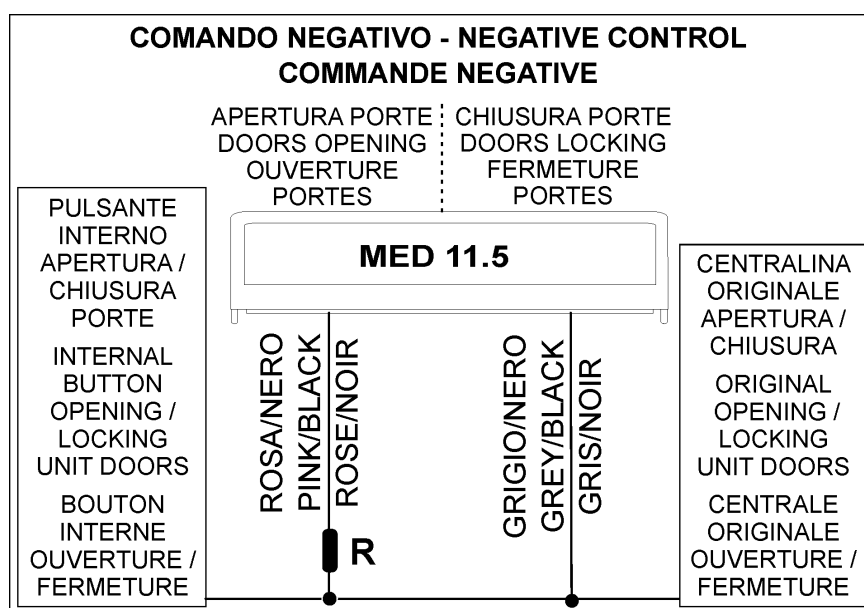 COMANDO NEGATIVO - NEGATIVE CONTROL
COMMANDE NEGATIVE
APERTURA PORTE
DOORS OPENING
OUVERTURE
PORTES
CHIUSURA PORTE
DOORS LOCKING
FERMETURE
PORTES
PULSANTE
INTERNO
APERTURA /
CHIUSURA
PORTE
INTERNAL
BUTTON
OPENING /
LOCKING
UNIT DOORS
BOUTON
INTERNE
OUVERTURE /
FERMETURE
MED 11.5
ROSA/NERO
PINK/BLACK
ROSE/NOIR
R
GRIGIO/NERO
GREY/BLACK
GRIS/NOIR
CENTRALINA
ORIGINALE
APERTURA /
CHIUSURA
ORIGINAL
OPENING /
LOCKING
UNIT DOORS
CENTRALE
ORIGINALE
OUVERTURE /
FERMETURE